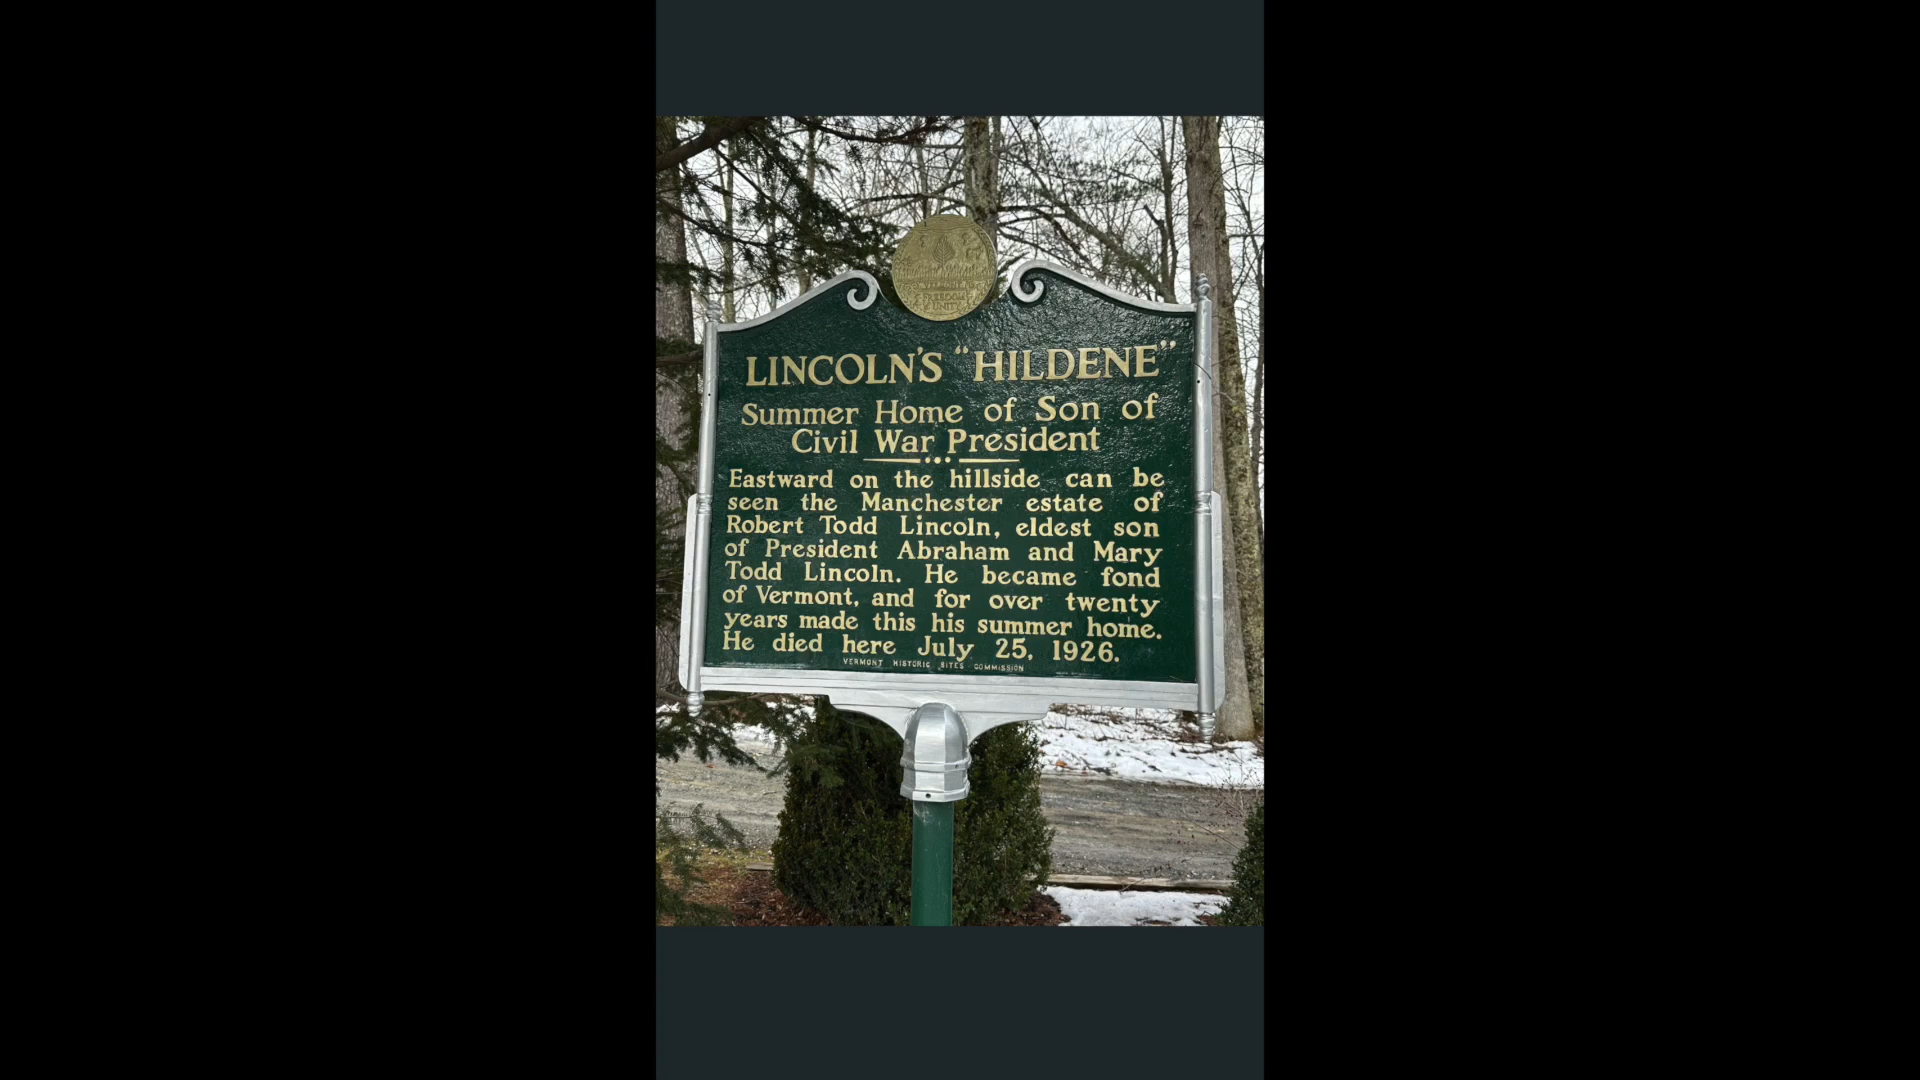 VERMONT
FREEDOM
UNITY
LINCOLN'S "HILDENE"
Summer Home of Son of
Civil War President
Eastward on the hillside can be
seen the Manchester estate of
Robert Todd Lincoln, eldest son
of President Abraham and Mary
Todd Lincoln. He became fond
of Vermont, and for over twenty
years made this his summer home.
He died here July 25, 1926.
VERMONT HISTORIC SITES COMMISSION